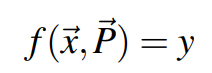 f(x⃗, P⃗) = y